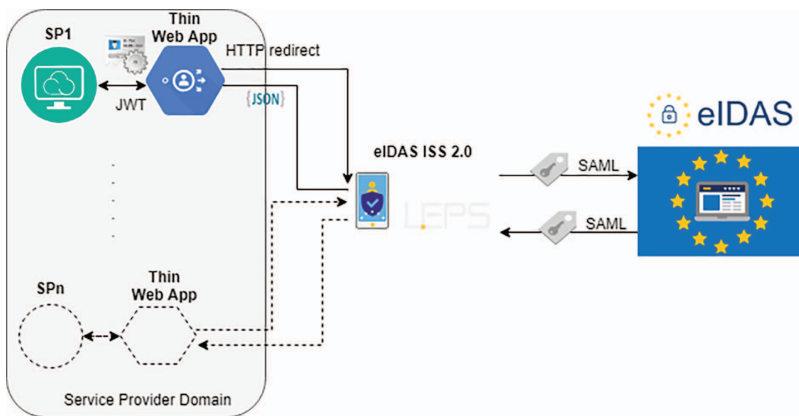 SP1
Thin
Web App
HTTP redirect
JWT
{JSON}
eIDAS
eIDAS ISS 2.0
SAML
LEPS
SAML
SPn
Thin
Web App
Service Provider Domain